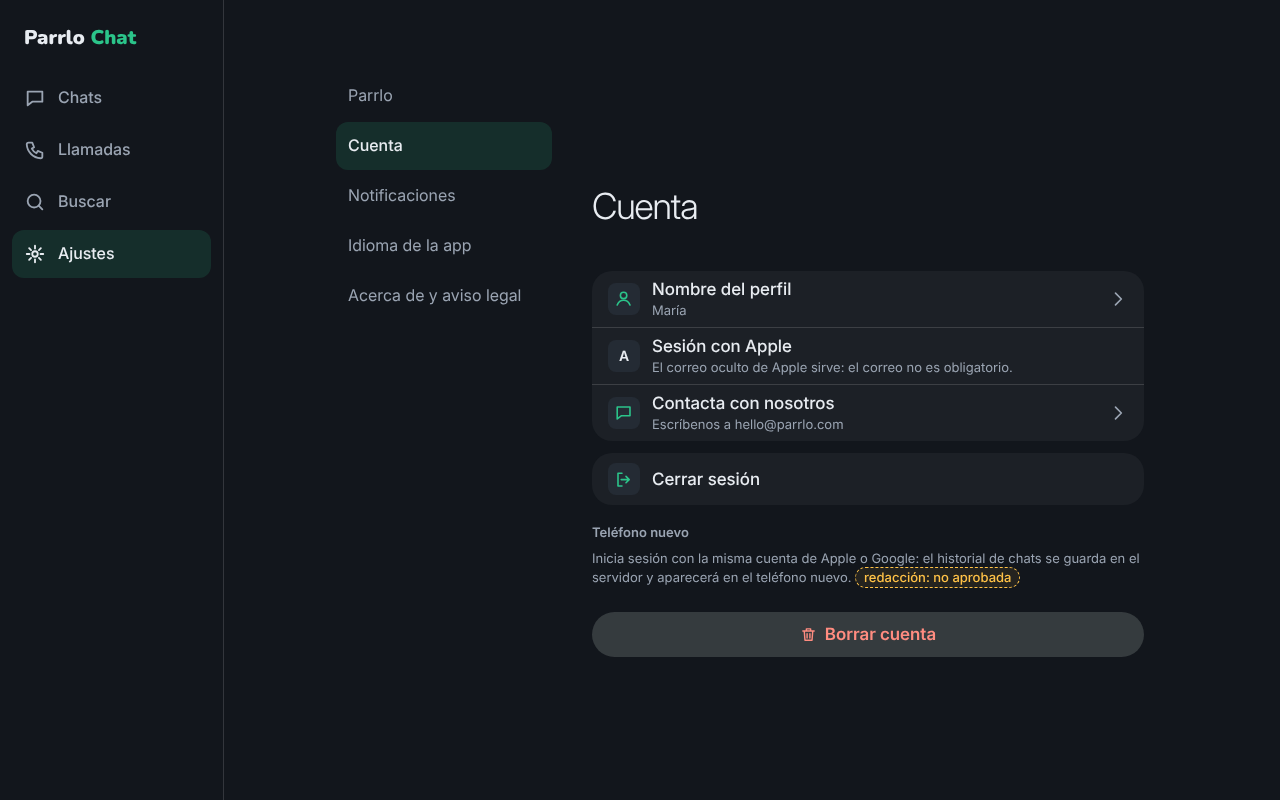 Parrlo Chat
Chats
Llamadas
Buscar
Ajustes
Parrlo
Cuenta
Notificaciones
Idioma de la app
Acerca de y aviso legal
Cuenta
Nombre del perfil
María
A
Sesión con Apple
El correo oculto de Apple sirve: el correo no es obligatorio.
Contacta con nosotros
Escríbenos a hello@parrlo.com
Cerrar sesión
Teléfono nuevo
Inicia sesión con la misma cuenta de Apple o Google: el historial de chats se guarda en el
servidor y aparecerá en el teléfono nuevo. redacción: no aprobada
Borrar cuenta